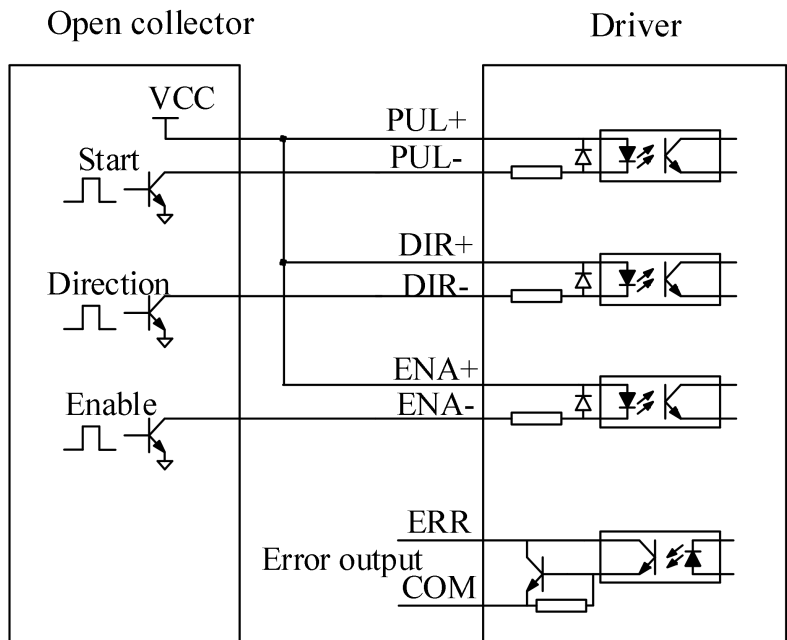 Open collector
Driver
VCC
PUL+
Start
PUL-
DIR+
Direction
DIR-
ENA+
Enable
ENA-
ERR
Error output
COM